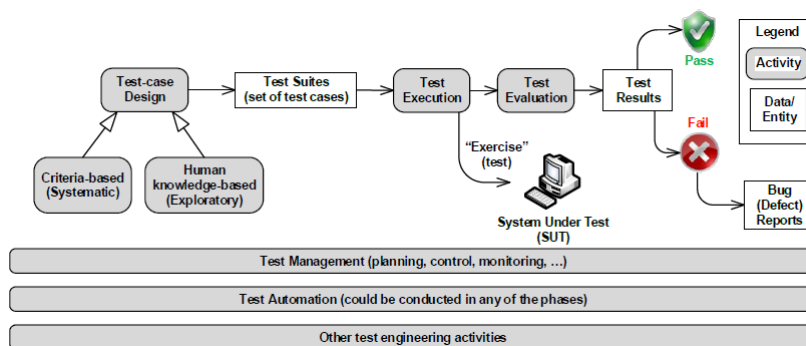 Test-case
Design
Test Suites
(set of test cases)
Test
Execution
Test
Evaluation
Test
Results
Pass
Fail
Legend
Activity
Data/
Entity
Criteria-based
(Systematic)
Human
knowledge-based
(Exploratory)
“Exercise”
(test)
System Under Test
(SUT)
Bug
(Defect)
Reports
Test Management (planning, control, monitoring, ...)
Test Automation (could be conducted in any of the phases)
Other test engineering activities